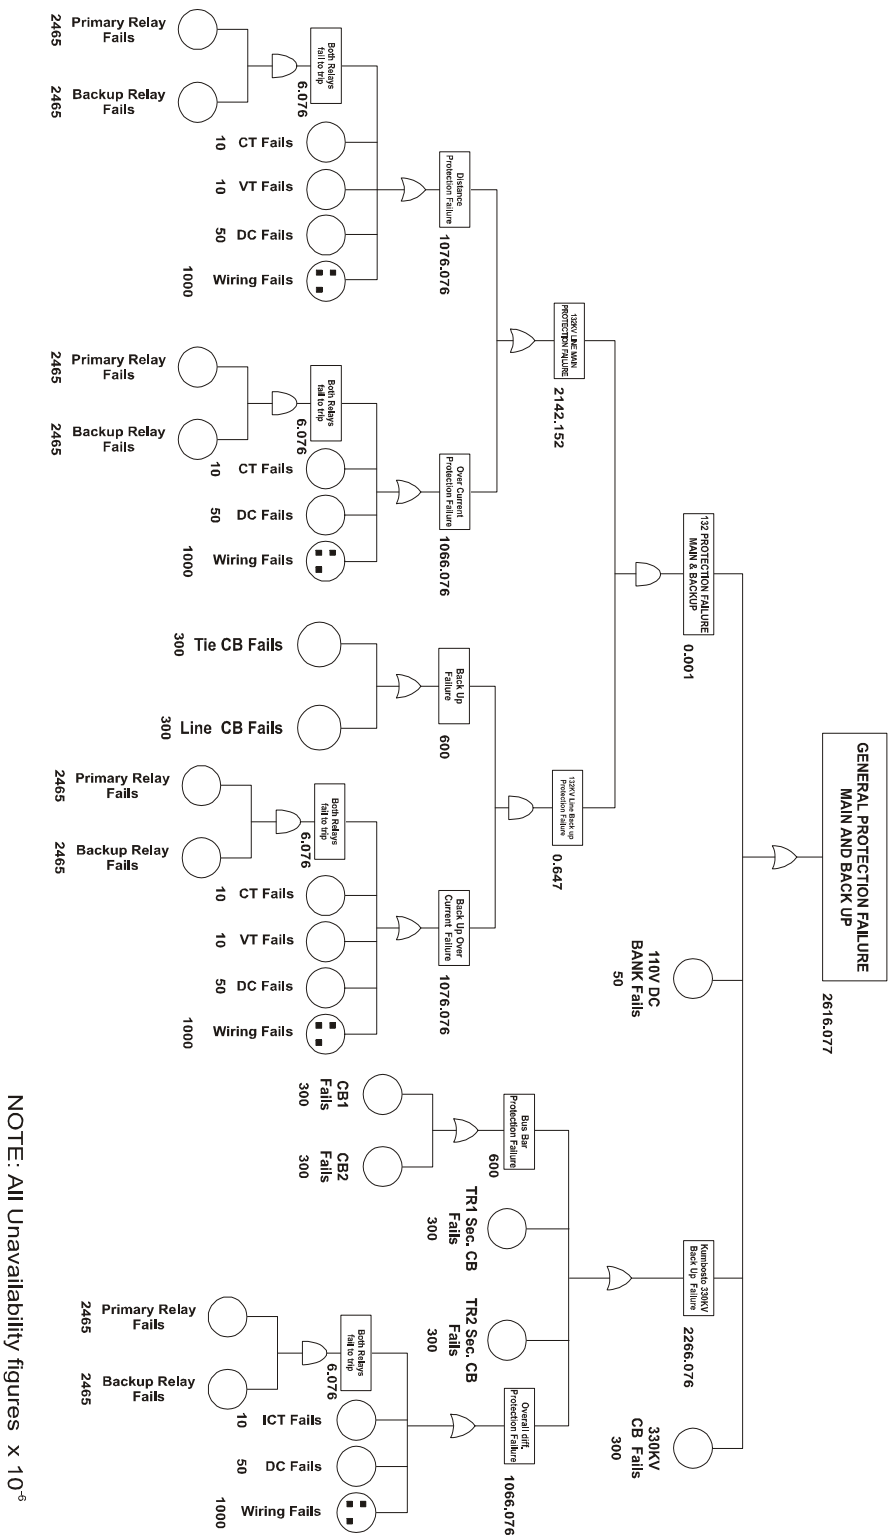 GENERAL PROTECTION FAILURE
MAIN AND BACK UP
2616.077
132 PROTECTION FAILURE
MAIN & BACKUP
0.001
110V DC
BANK Fails
50
Kumbosto 330KV
Back Up Failure
2266.076
330KV
CB Fails
300
132KV LINE MAIN
PROTECTION FAILURE
2142.152
132KV Line Back up
Protection Failure
0.647
Bus Bar
Protection Failure
600
TR1 Sec. CB
Fails
300
TR2 Sec. CB
Fails
300
Overall diff.
Protection Failure
1066.076
Distance
Protection Failure
1076.076
Over Current
Protection Failure
1066.076
Back Up
Failure
600
Back Up Over
Current Failure
1076.076
CB1
Fails
300
CB2
Fails
300
Both Relays
fail to trip
6.076
CT Fails
10
VT Fails
10
DC Fails
50
Wiring Fails
1000
Primary Relay
Fails
2465
Backup Relay
Fails
2465
Both Relays
fail to trip
6.076
CT Fails
10
DC Fails
50
Wiring Fails
1000
Primary Relay
Fails
2465
Backup Relay
Fails
2465
Tie CB Fails
300
Line CB Fails
300
Both Relays
fail to trip
6.076
CT Fails
10
VT Fails
10
DC Fails
50
Wiring Fails
1000
Primary Relay
Fails
2465
Backup Relay
Fails
2465
Both Relays
fail to trip
6.076
ICT Fails
10
DC Fails
50
Wiring Fails
1000
Primary Relay
Fails
2465
Backup Relay
Fails
2465
NOTE: All Unavailability figures x 10⁻⁶